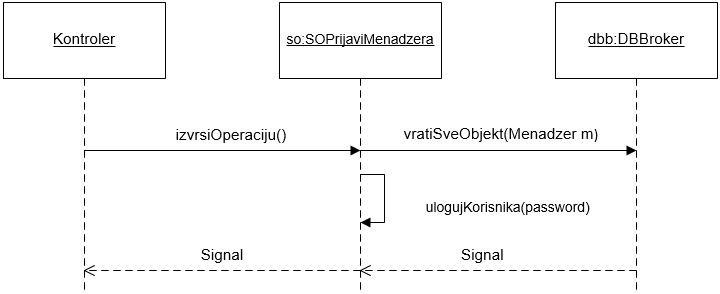 Kontroler
so:SOPrijaviMenadzera
dbb:DBBroker
izvrsiOperaciju()
vratiSveObjekt(Menadzer m)
ulogujKorisnika(password)
Signal
Signal